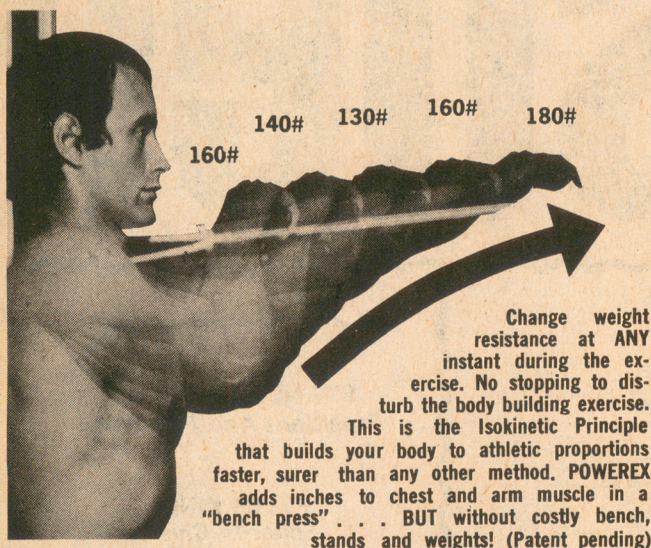 160# 140# 130# 160# 180#
Change weight
resistance at ANY
instant during the ex-
ercise. No stopping to dis-
turb the body building exercise.
This is the Isokinetic Principle
that builds your body to athletic proportions
faster, surer than any other method. POWEREX
adds inches to chest and arm muscle in a
"bench press" . . . BUT without costly bench,
stands and weights! (Patent pending)